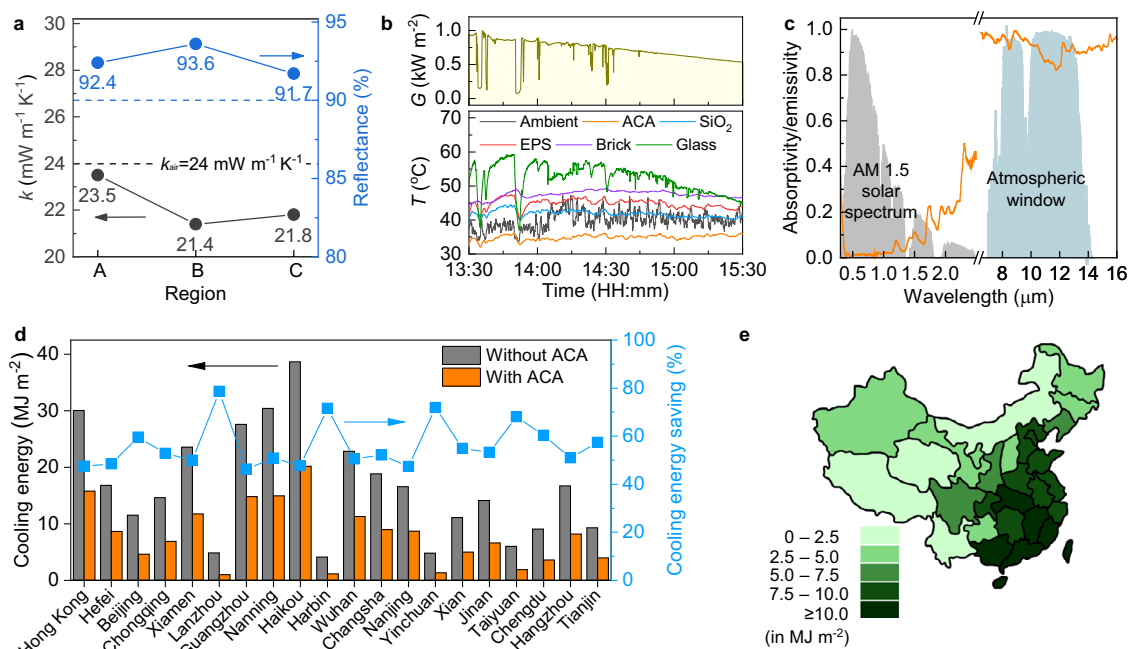 a
k (mW m⁻¹ K⁻¹)
30
28
26
24
22
20
92.4
93.6
91.7
k_air=24 mW m⁻¹ K⁻¹
23.5
21.4
21.8
A
B
C
Region
95
90
85
80
Reflectance (%)
b
G (kW m⁻²)
1.0
0.5
0.0
T (°C)
72
60
50
40
30
Ambient ACA SiO₂
EPS Brick Glass
13:30 14:00 14:30 15:00 15:30
Time (HH:mm)
c
Absorptivity/emissivity
1.0
0.8
0.6
0.4
0.2
0.0
AM 1.5
solar
spectrum
Atmospheric
window
0.5 1.0 1.5 2.0 8 10 12 14 16
Wavelength (μm)
d
Cooling energy (MJ m⁻²)
40
30
20
10
0
Without ACA
With ACA
100
80
60
40
20
0
Cooling energy saving (%)
Hong Kong
Hefei
Beijing
Chongqing
Xiamen
Lanzhou
Guangzhou
Nanning
Haikou
Harbin
Wuhan
Changsha
Nanjing
Yinchuan
Xian
Jinan
Taiyuan
Chengdu
Hangzhou
Tianjin
e
0 – 2.5
2.5 – 5.0
5.0 – 7.5
7.5 – 10.0
≥10.0
(in MJ m⁻²)